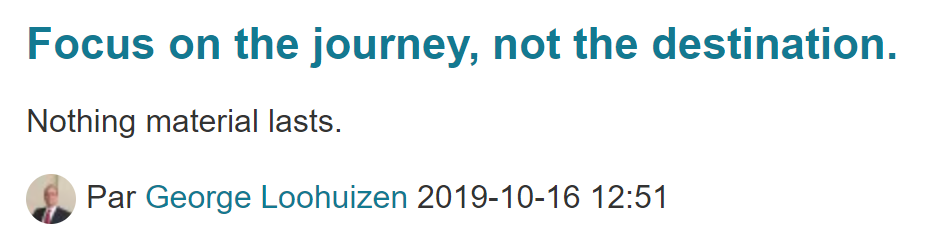 Focus on the journey, not the destination.
Nothing material lasts.
Par George Loohuizen 2019-10-16 12:51